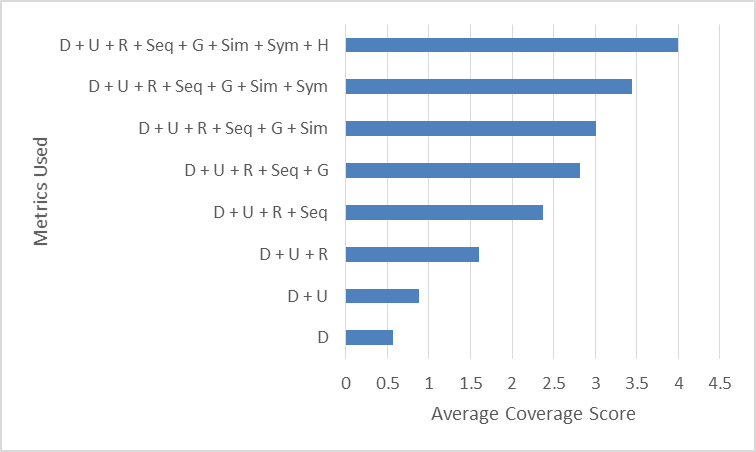 D + U + R + Seq + G + Sim + Sym + H
D + U + R + Seq + G + Sim + Sym
D + U + R + Seq + G + Sim
D + U + R + Seq + G
D + U + R + Seq
D + U + R
D + U
D
Metrics Used
0 0.5 1 1.5 2 2.5 3 3.5 4 4.5
Average Coverage Score